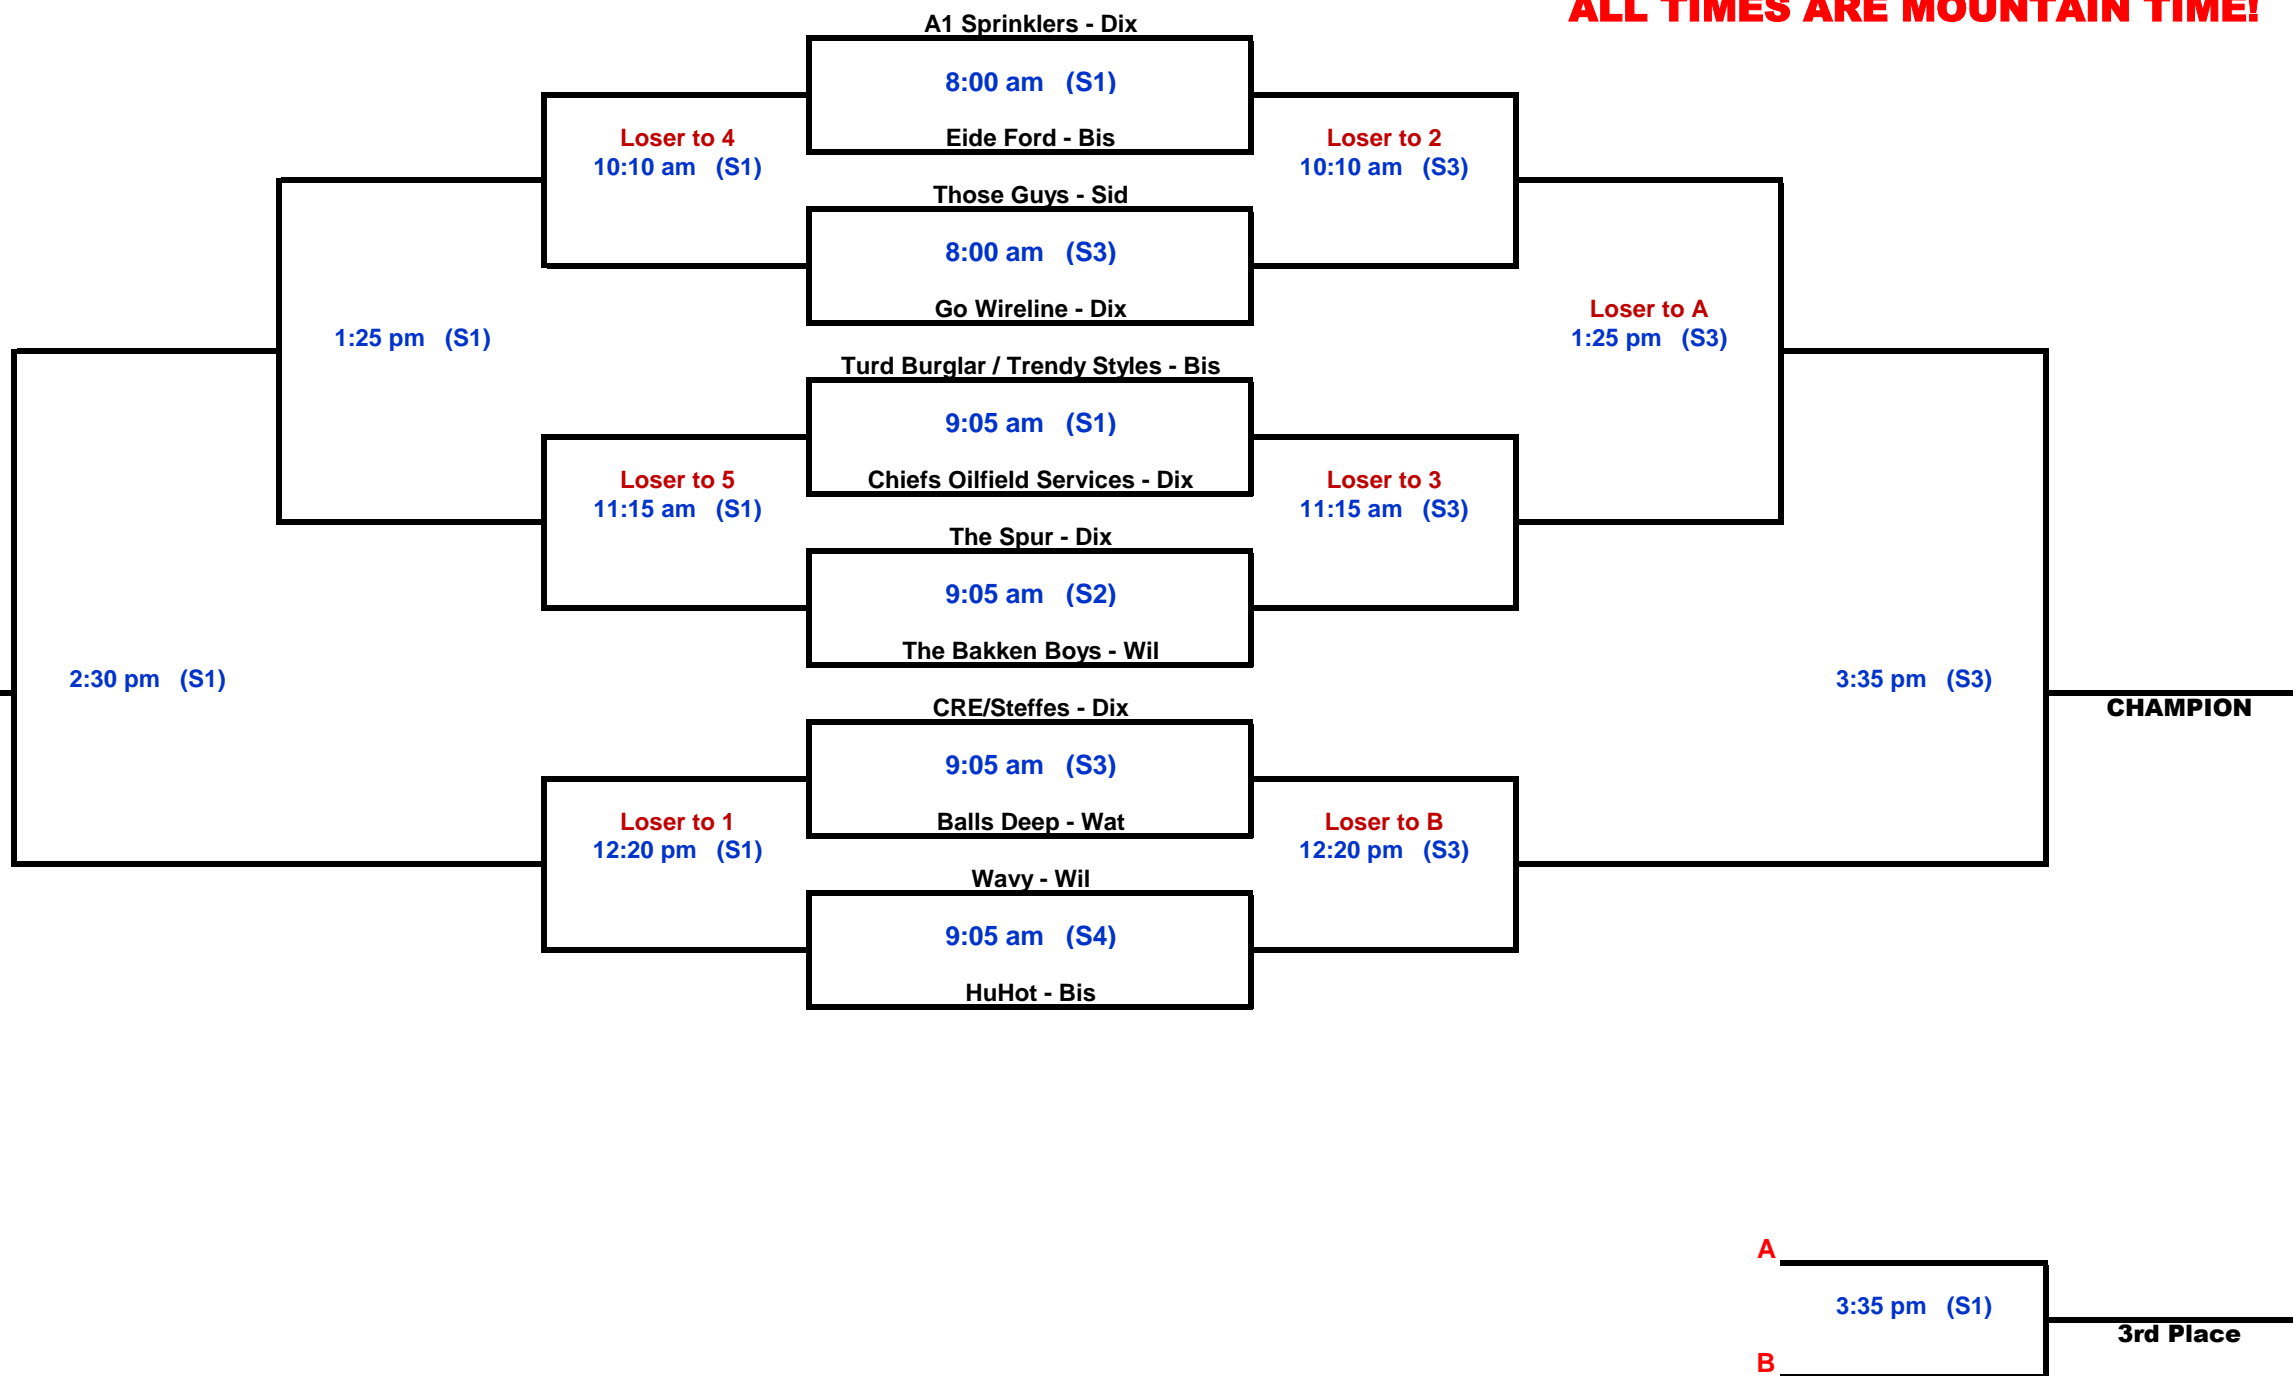 ALL TIMES ARE MOUNTAIN TIME!
A1 Sprinklers - Dix
8:00 am (S1)
Eide Ford - Bis
Loser to 4
10:10 am (S1)
Loser to 2
10:10 am (S3)
Those Guys - Sid
8:00 am (S3)
Go Wireline - Dix
1:25 pm (S1)
Loser to A
1:25 pm (S3)
Turd Burglar / Trendy Styles - Bis
9:05 am (S1)
Chiefs Oilfield Services - Dix
Loser to 5
11:15 am (S1)
Loser to 3
11:15 am (S3)
The Spur - Dix
9:05 am (S2)
The Bakken Boys - Wil
2:30 pm (S1)
3:35 pm (S3)
CHAMPION
CRE/Steffes - Dix
9:05 am (S3)
Balls Deep - Wat
Loser to 1
12:20 pm (S1)
Loser to B
12:20 pm (S3)
Wavy - Wil
9:05 am (S4)
HuHot - Bis
A
3:35 pm (S1)
3rd Place
B